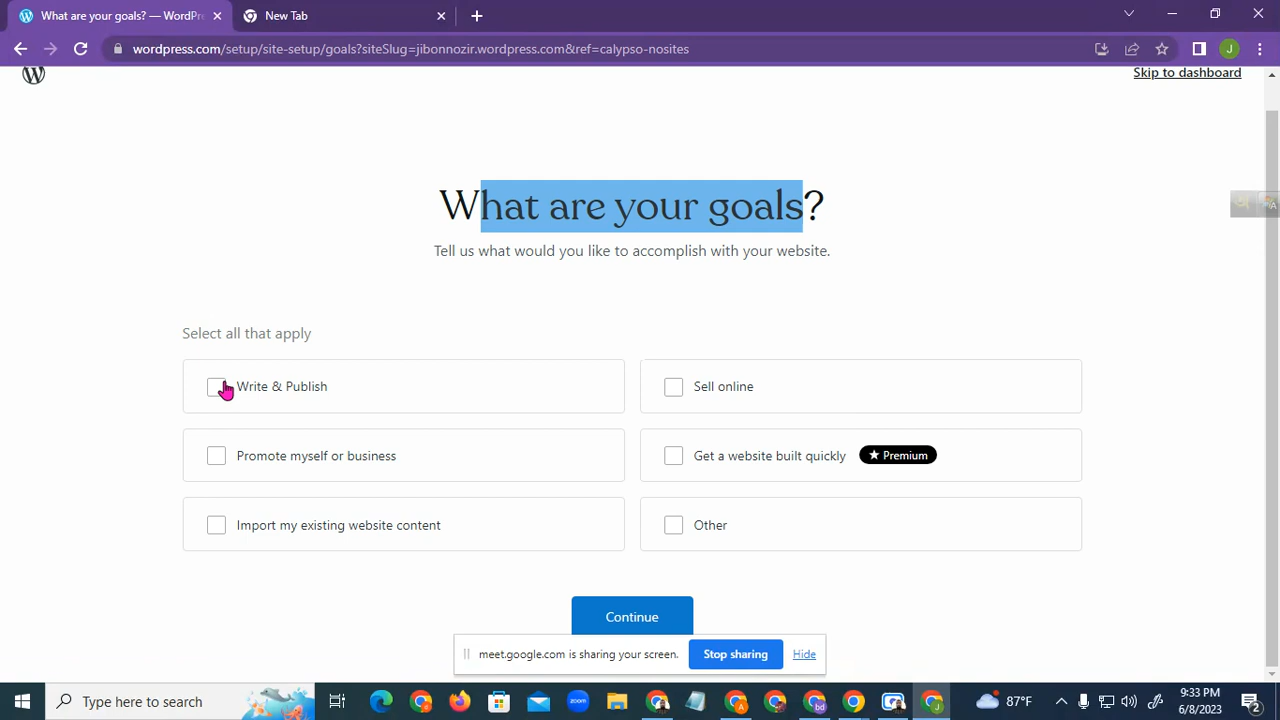 What are your goals? — WordPre
New Tab
wordpress.com/setup/site-setup/goals?siteSlug=jibonnozir.wordpress.com&ref=calypso-nosites
J
W
Skip to dashboard
What are your goals?
Tell us what would you like to accomplish with your website.
Select all that apply
Write & Publish
Sell online
Promote myself or business
Get a website built quickly ★ Premium
Import my existing website content
Other
Continue
meet.google.com is sharing your screen. Stop sharing Hide
Type here to search
zoom
87°F
9:33 PM
6/8/2023
2